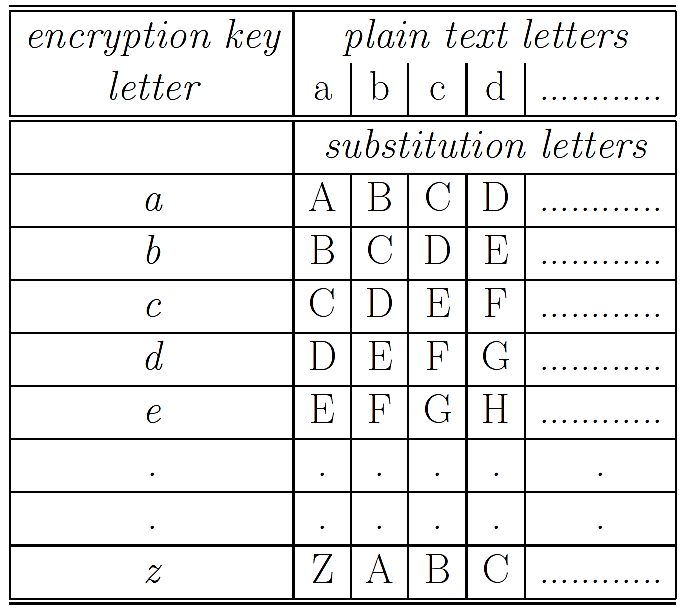 encryption key plain text letters
letter a b c d ............
substitution letters
a A B C D ............
b B C D E ............
c C D E F ............
d D E F G ............
e E F G H ............
. . . . . .
. . . . . .
z Z A B C ............